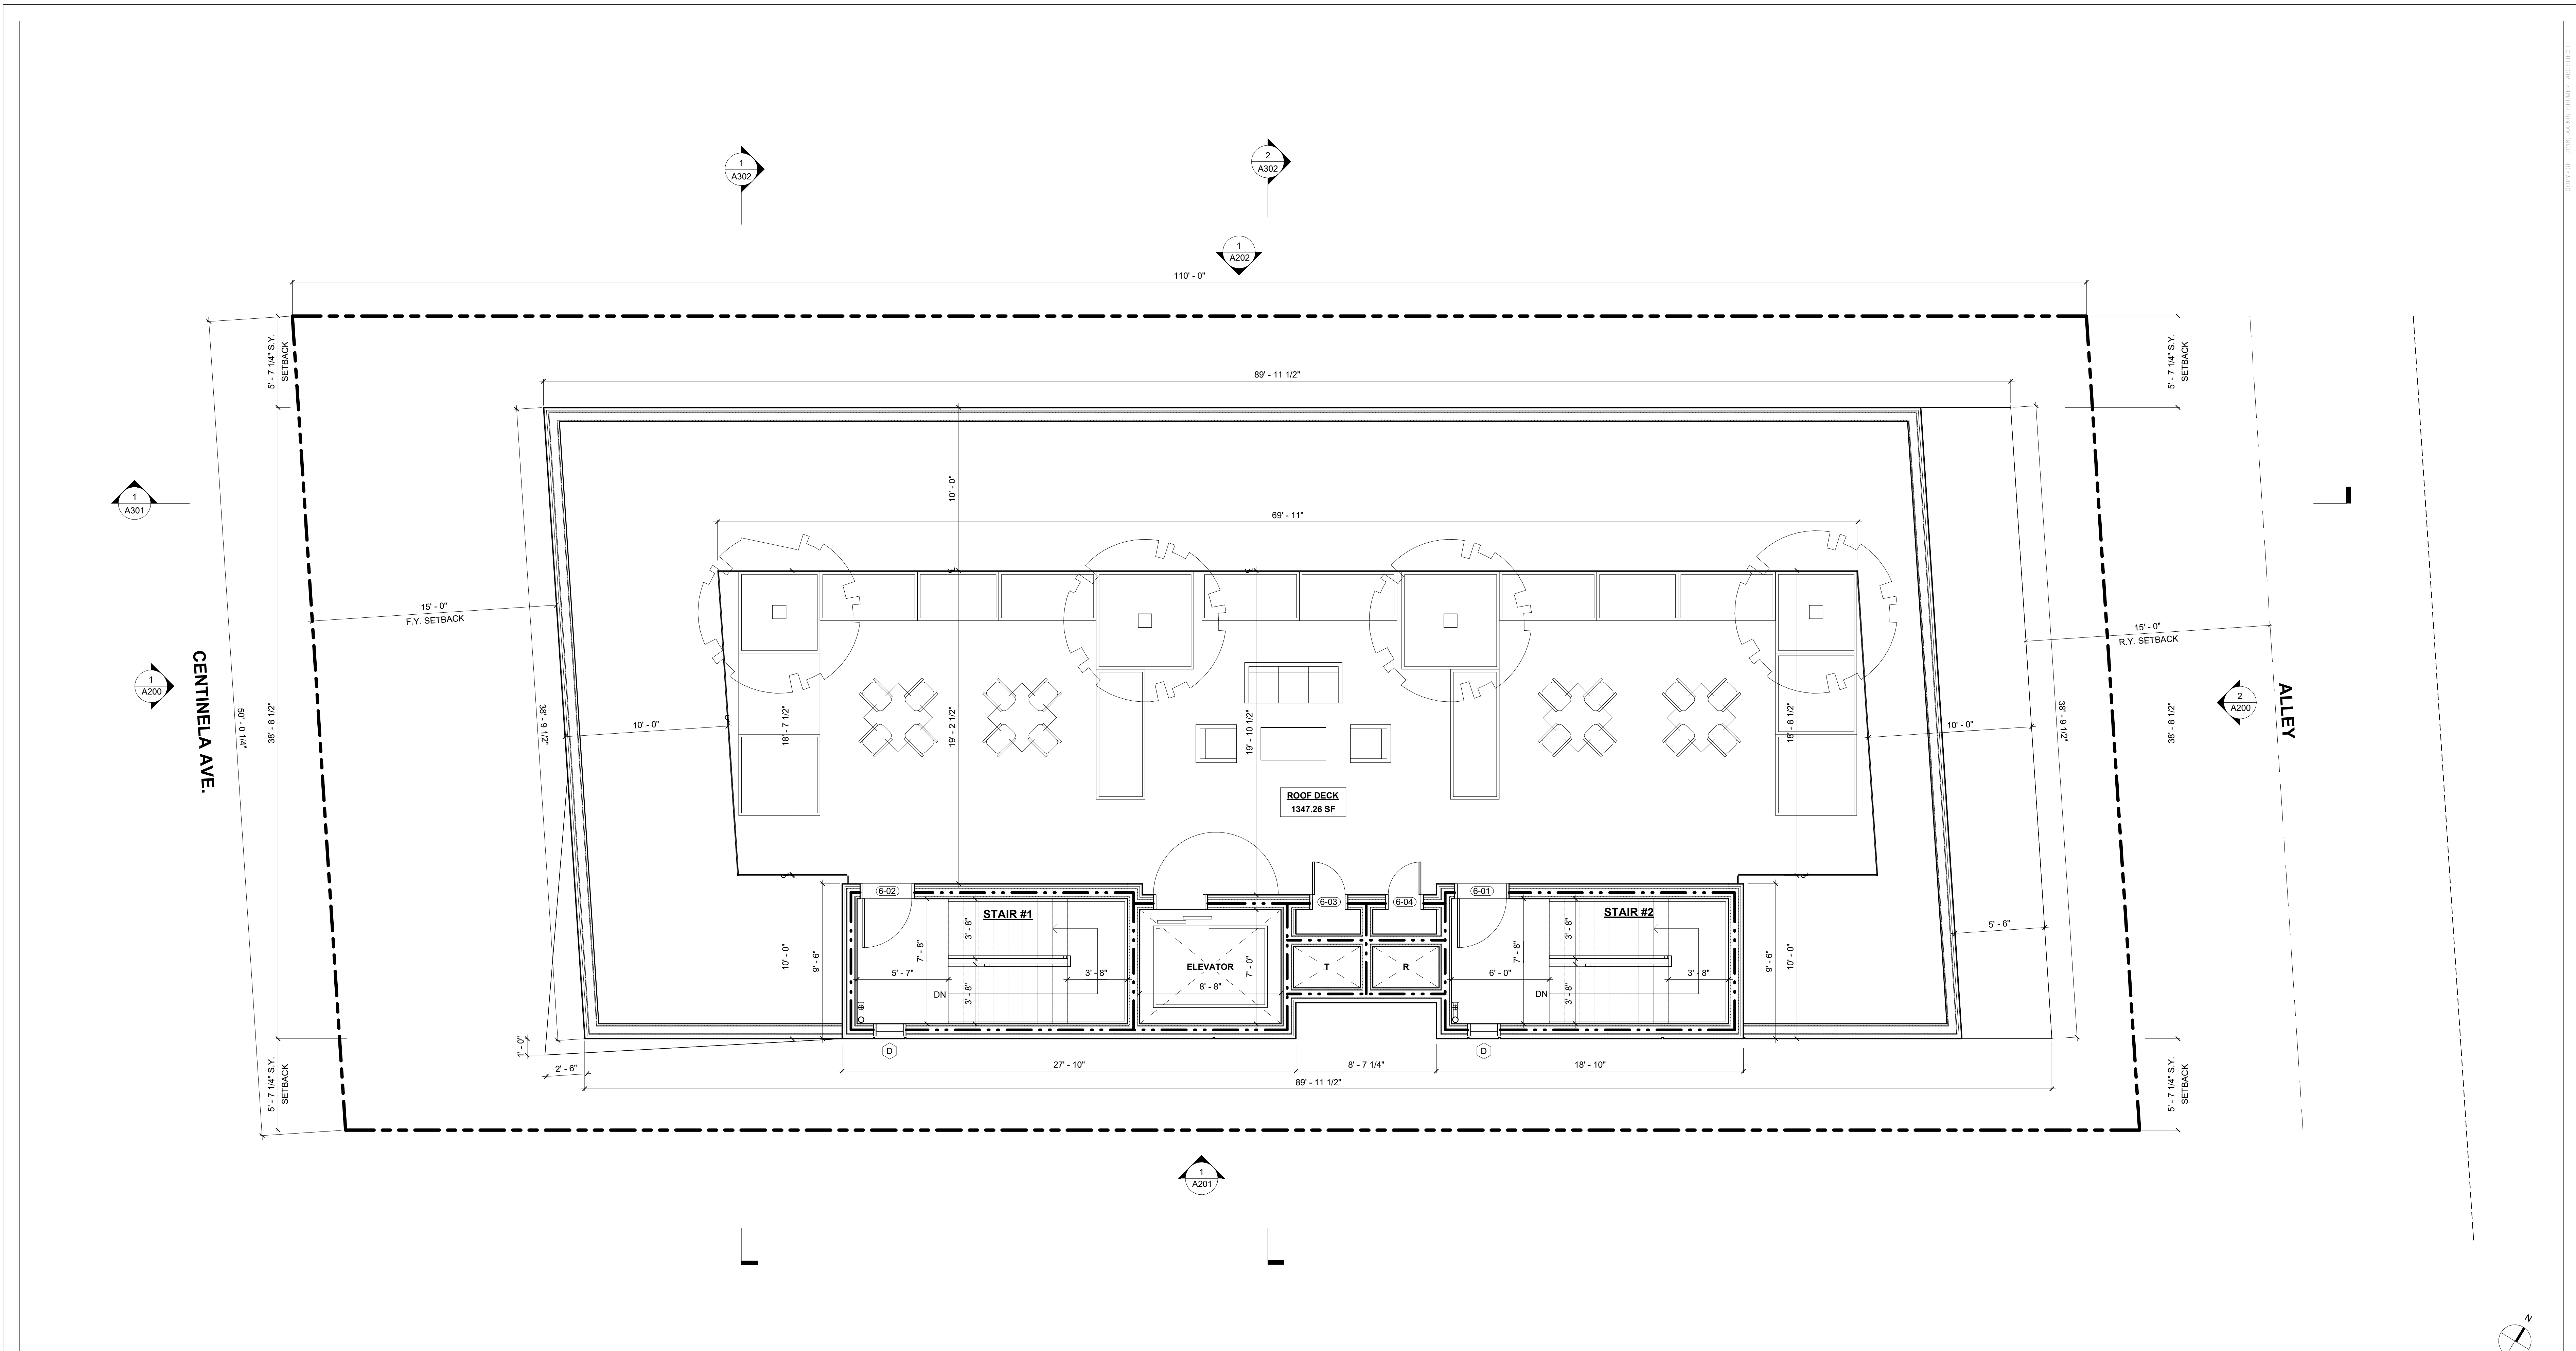 COPYRIGHT 2018, AARON BRUMER, ARCHITECT
1
A302
2
A302
1
A202
110' - 0"
5' - 7 1/4" S.Y.
SETBACK
5' - 7 1/4" S.Y.
SETBACK
89' - 11 1/2"
10' - 0"
69' - 11"
1
A301
15' - 0"
F.Y. SETBACK
15' - 0"
R.Y. SETBACK
CENTINELA AVE.
1
A200
50' - 0 1/4"
38' - 8 1/2"
38' - 9 1/2"
10' - 0"
18' - 7 1/2"
19' - 2 1/2"
19' - 10 1/2"
18' - 8 1/2"
10' - 0"
38' - 9 1/2"
38' - 8 1/2"
2
A200
ALLEY
ROOF DECK
1347.26 SF
6-02
6-03
6-04
6-01
STAIR #1
STAIR #2
10' - 0"
9' - 6"
7' - 8"
3' - 8"
3' - 8"
5' - 7"
3' - 8"
DN
ELEVATOR
8' - 8"
7' - 0"
T
R
7' - 8"
3' - 8"
3' - 8"
6' - 0"
3' - 8"
DN
9' - 6"
10' - 0"
5' - 6"
D
D
1' - 0"
2' - 6"
27' - 10"
8' - 7 1/4"
18' - 10"
89' - 11 1/2"
5' - 7 1/4" S.Y.
SETBACK
5' - 7 1/4" S.Y.
SETBACK
1
A201
N